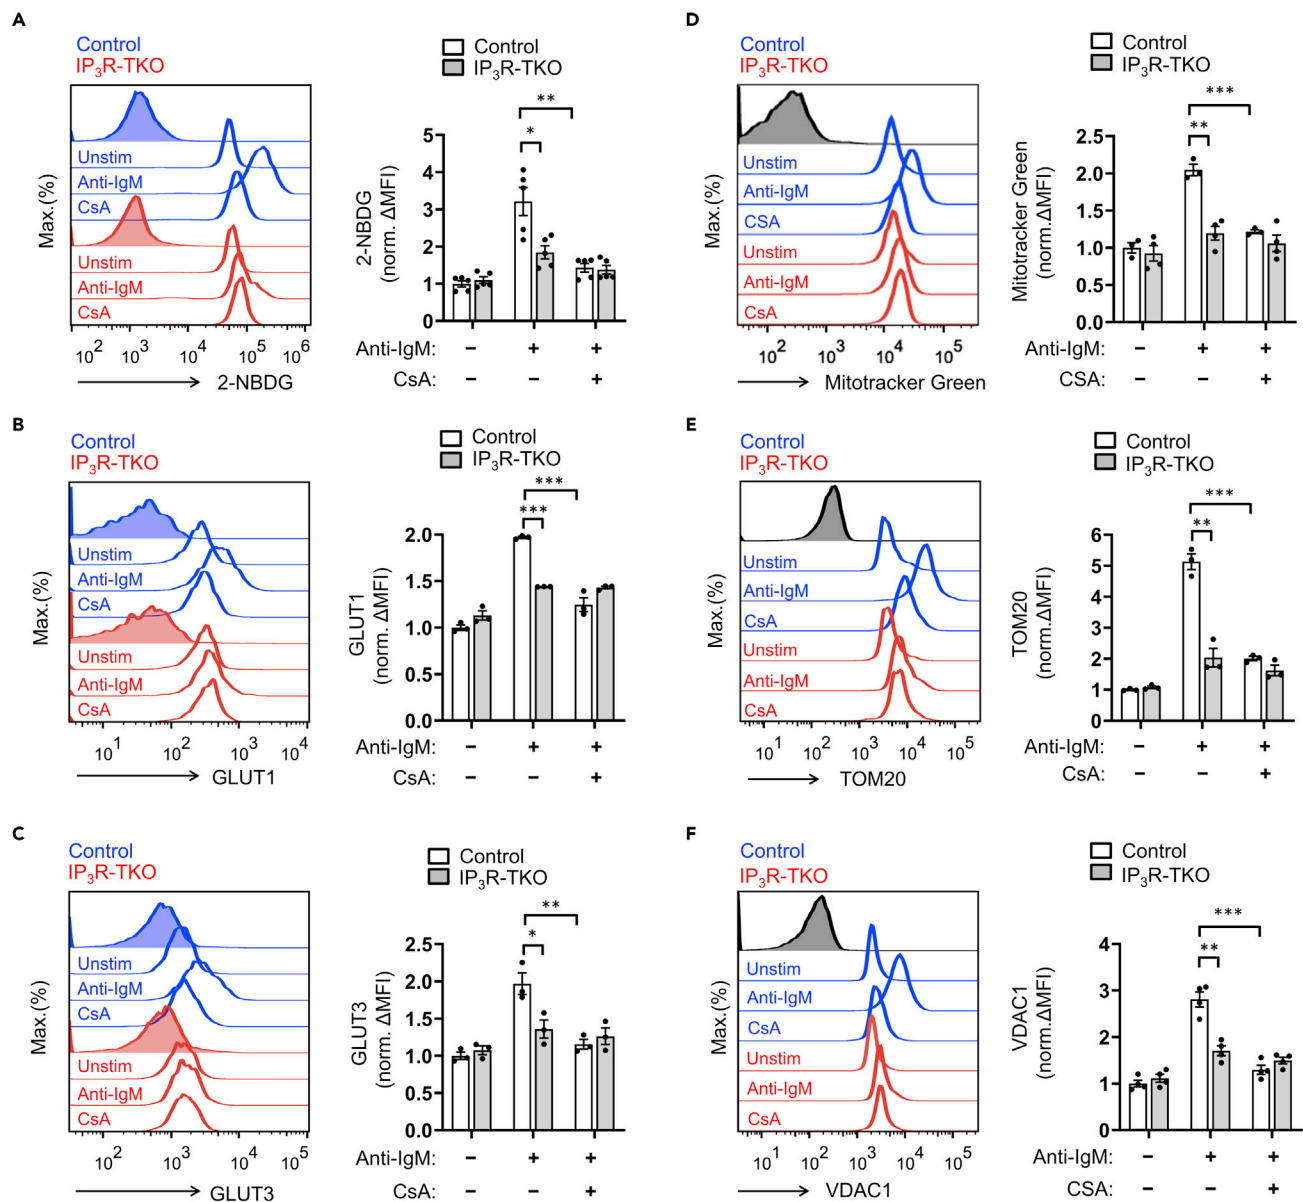 A
Control
IP3R-TKO
Unstim
Anti-IgM
CsA
Unstim
Anti-IgM
CsA
Max.(%)
10^2 10^3 10^4 10^5 10^6
2-NBDG
Control
IP3R-TKO
**
*
2-NBDG
(norm. ΔMFI)
5
4
3
2
1
0
Anti-IgM: − + +
CsA: − − +
B
Control
IP3R-TKO
Unstim
Anti-IgM
CsA
Unstim
Anti-IgM
CsA
Max.(%)
10^1 10^2 10^3 10^4
GLUT1
Control
IP3R-TKO
***
***
GLUT1
(norm. ΔMFI)
2.0
1.5
1.0
0.5
0.0
Anti-IgM: − + +
CsA: − − +
C
Control
IP3R-TKO
Unstim
Anti-IgM
CsA
Unstim
Anti-IgM
CsA
Max.(%)
10^2 10^3 10^4 10^5
GLUT3
Control
IP3R-TKO
**
*
GLUT3
(norm. ΔMFI)
2.5
2.0
1.5
1.0
0.5
0.0
Anti-IgM: − + +
CsA: − − +
D
Control
IP3R-TKO
Unstim
Anti-IgM
CSA
Unstim
Anti-IgM
CsA
Max.(%)
10^2 10^3 10^4 10^5
Mitotracker Green
Control
IP3R-TKO
***
**
Mitotracker Green
(norm.ΔMFI)
2.5
2.0
1.5
1.0
0.5
0.0
Anti-IgM: − + +
CSA: − − +
E
Control
IP3R-TKO
Unstim
Anti-IgM
CsA
Unstim
Anti-IgM
CsA
Max.(%)
10^1 10^2 10^3 10^4 10^5
TOM20
Control
IP3R-TKO
***
**
TOM20
(norm.ΔMFI)
6
5
4
3
2
1
0
Anti-IgM: − + +
CsA: − − +
F
Control
IP3R-TKO
Unstim
Anti-IgM
CsA
Unstim
Anti-IgM
CsA
Max.(%)
10^1 10^2 10^3 10^4 10^5
VDAC1
Control
IP3R-TKO
***
**
VDAC1
(norm.ΔMFI)
4
3
2
1
0
Anti-IgM: − + +
CSA: − − +